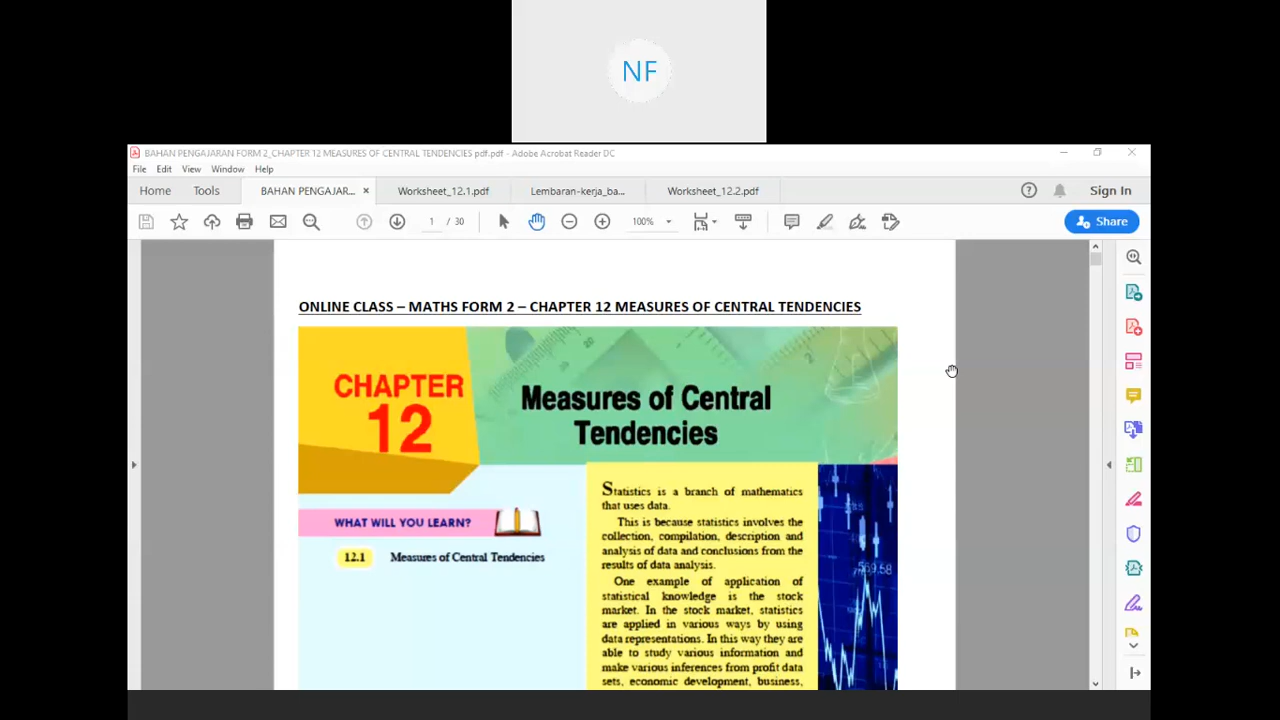 NF
BAHAN PENGAJARAN FORM 2_CHAPTER 12 MEASURES OF CENTRAL TENDENCIES pdf.pdf - Adobe Acrobat Reader DC
File Edit View Window Help
Home Tools BAHAN PENGAJAR... × Worksheet_12.1.pdf Lembaran-kerja_ba... Worksheet_12.2.pdf Sign In
1 / 30 100% Share
ONLINE CLASS – MATHS FORM 2 – CHAPTER 12 MEASURES OF CENTRAL TENDENCIES
CHAPTER
12
Measures of Central
Tendencies
WHAT WILL YOU LEARN?
12.1 Measures of Central Tendencies
Statistics is a branch of mathematics
that uses data.
This is because statistics involves the
collection, compilation, description and
analysis of data and conclusions from the
results of data analysis.
One example of application of
statistical knowledge is the stock
market. In the stock market, statistics
are applied in various ways by using
data representations. In this way they are
able to study various information and
make various inferences from profit data
sets, economic development, business,